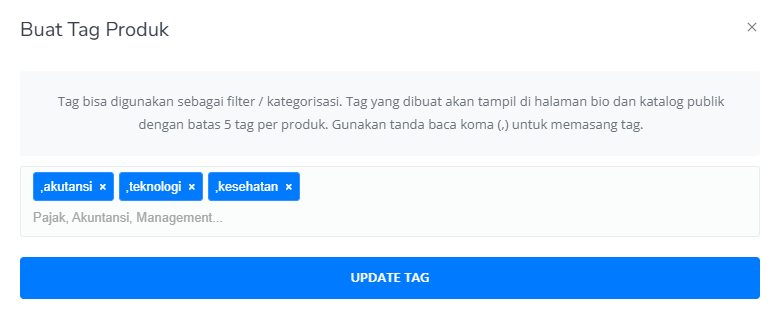 Buat Tag Produk ×
Tag bisa digunakan sebagai filter / kategorisasi. Tag yang dibuat akan tampil di halaman bio dan katalog publik
dengan batas 5 tag per produk. Gunakan tanda baca koma (,) untuk memasang tag.
,akutansi × ,teknologi × ,kesehatan ×
Pajak, Akuntansi, Management...
UPDATE TAG